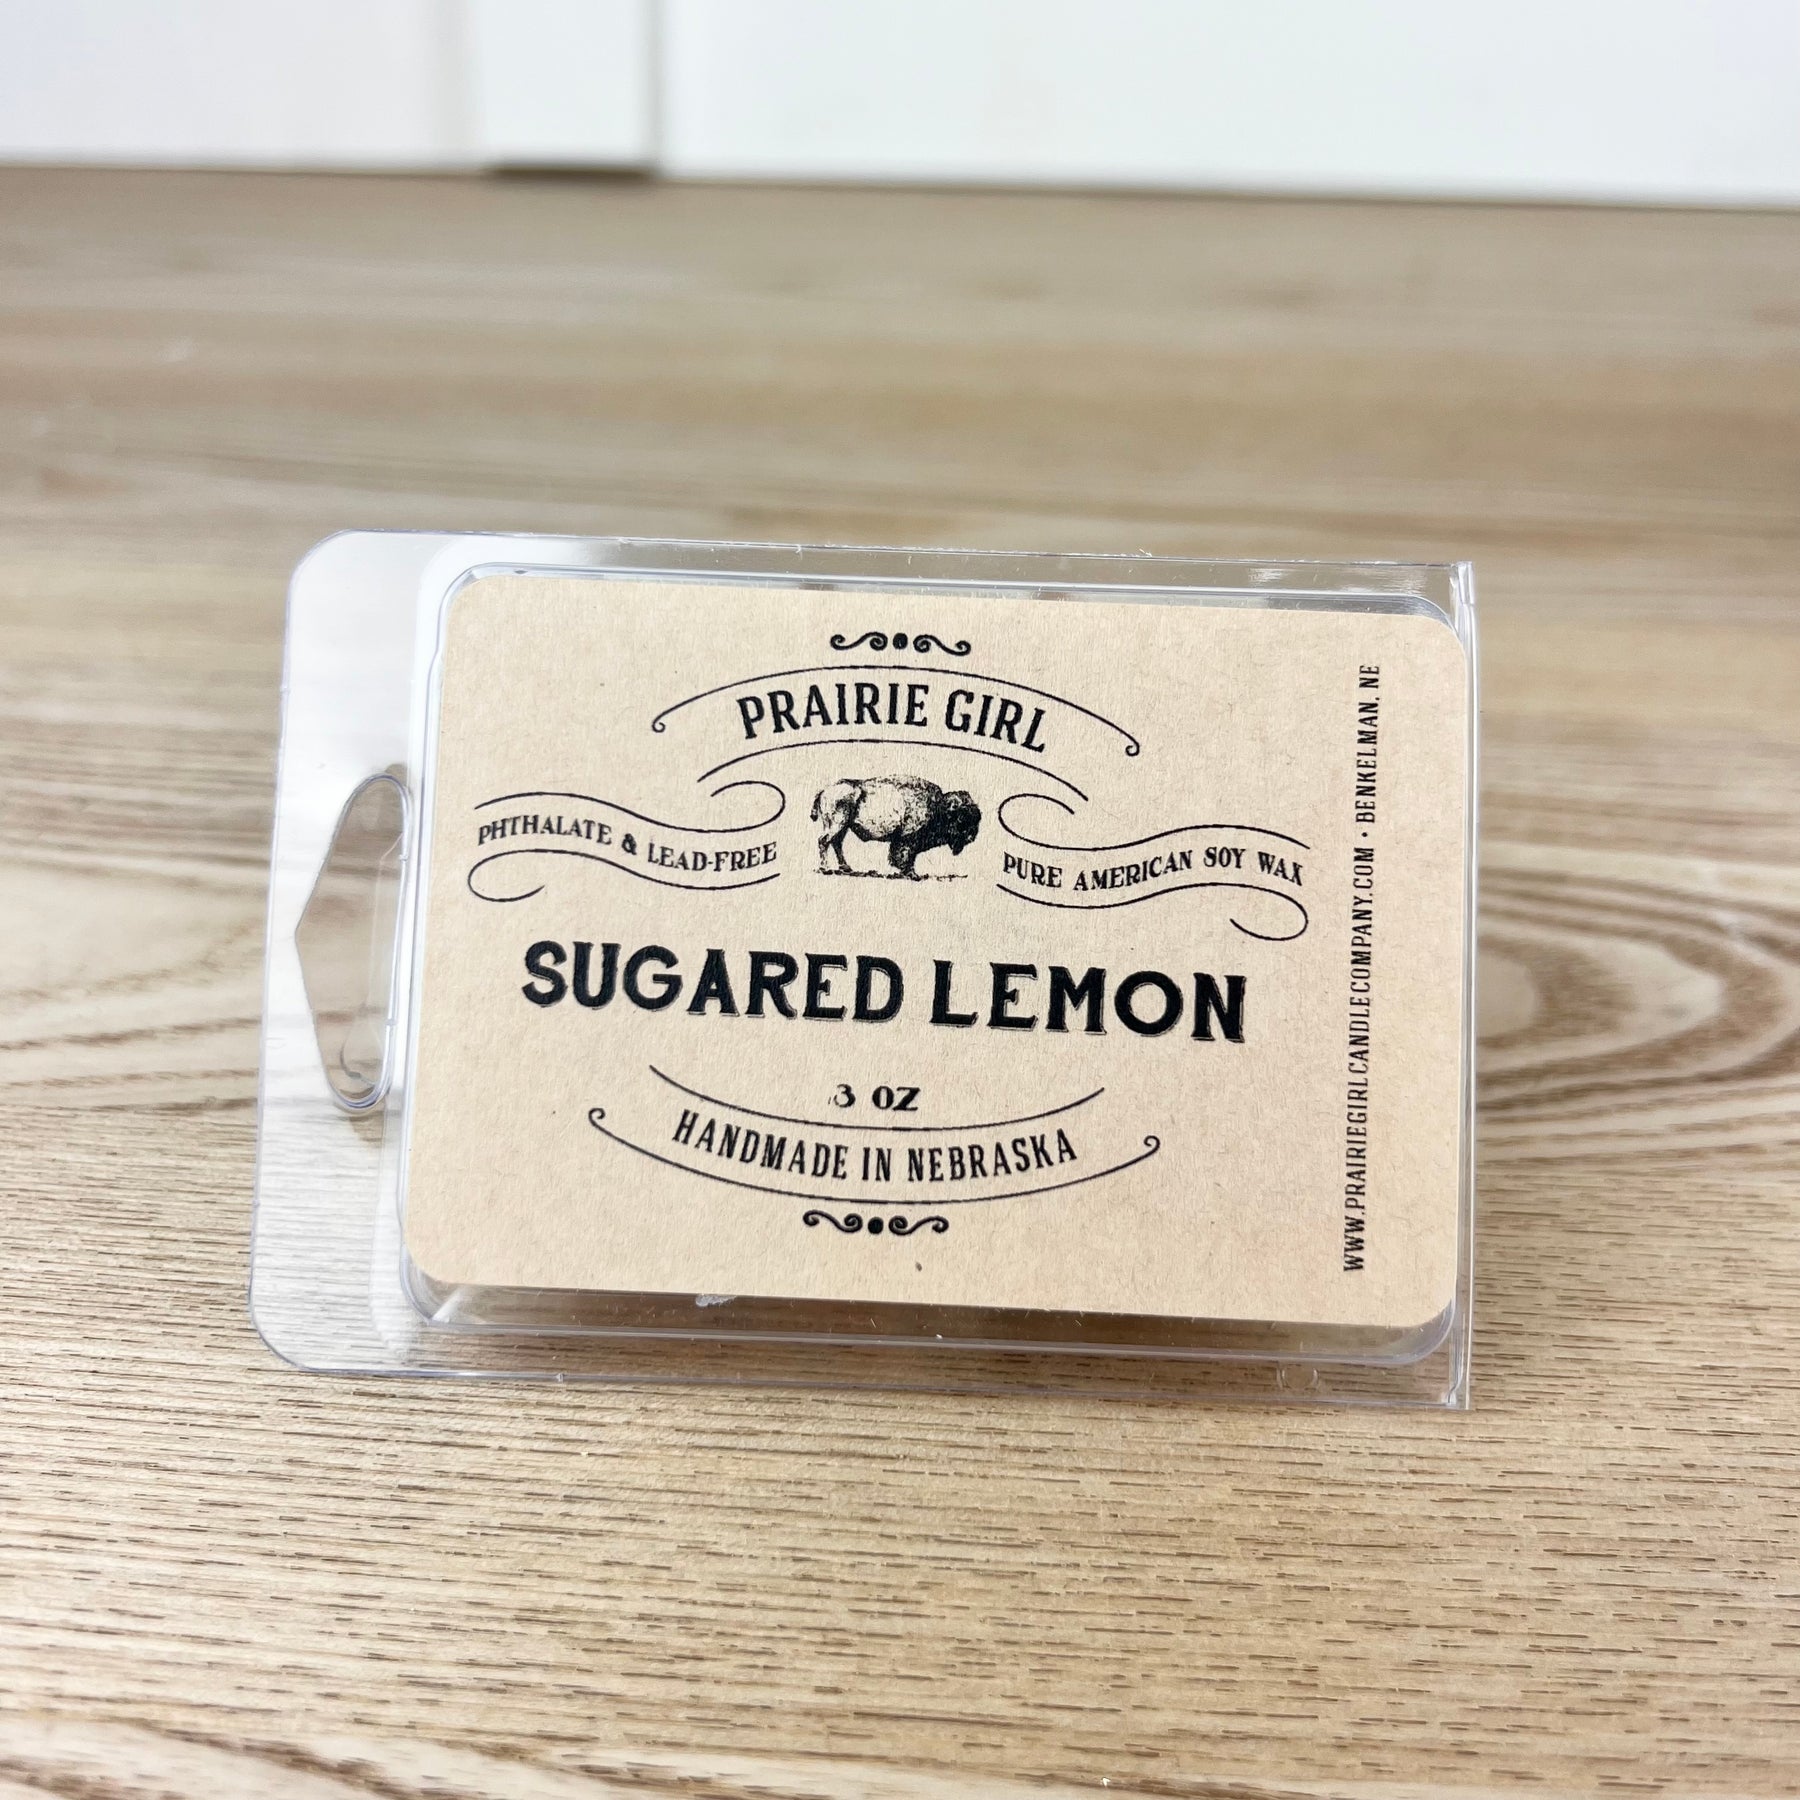 PRAIRIE GIRL
PHTHALATE & LEAD-FREE
PURE AMERICAN SOY WAX
SUGARED LEMON
3 OZ
HANDMADE IN NEBRASKA
WWW.PRAIRIEGIRLCANDLECOMPANY.COM • BENKELMAN, NE